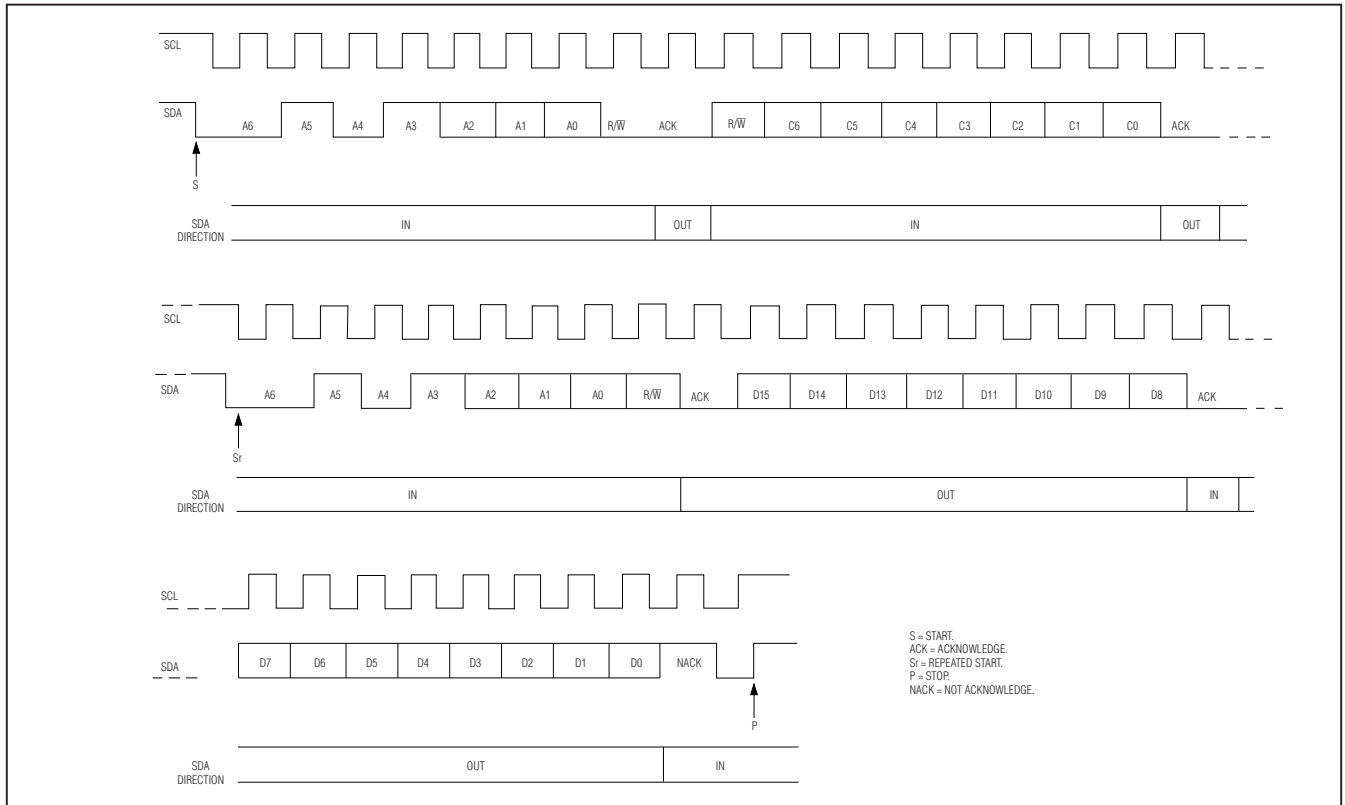 SCL
SDA A6 A5 A4 A3 A2 A1 A0 R/W̅ ACK R/W̅ C6 C5 C4 C3 C2 C1 C0 ACK
S
SDA DIRECTION IN OUT IN OUT
SCL
SDA A6 A5 A4 A3 A2 A1 A0 R/W̅ ACK D15 D14 D13 D12 D11 D10 D9 D8 ACK
Sr
SDA DIRECTION IN OUT IN
SCL
SDA D7 D6 D5 D4 D3 D2 D1 D0 NACK
P
S = START.
ACK = ACKNOWLEDGE.
Sr = REPEATED START.
P = STOP.
NACK = NOT ACKNOWLEDGE.
SDA DIRECTION OUT IN